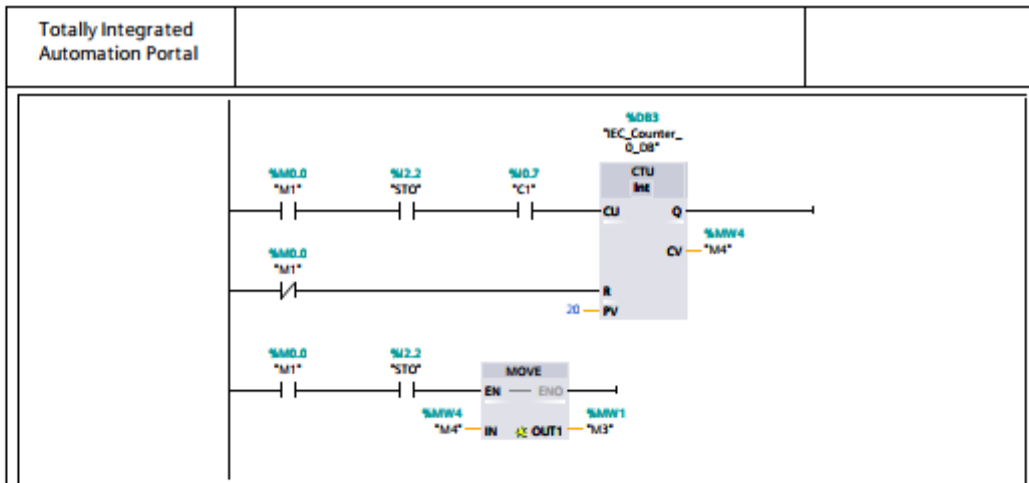 Totally Integrated
Automation Portal
%DB3
"IEC_Counter_
0_DB"
%M0.0
"M1"
%I2.2
"STO"
%I0.7
"C1"
CTU
Int
CU
Q
%MW4
"M4"
CV
%M0.0
"M1"
R
20
PV
%M0.0
"M1"
%I2.2
"STO"
MOVE
EN
ENO
%MW4
"M4"
IN
OUT1
%MW1
"M3"